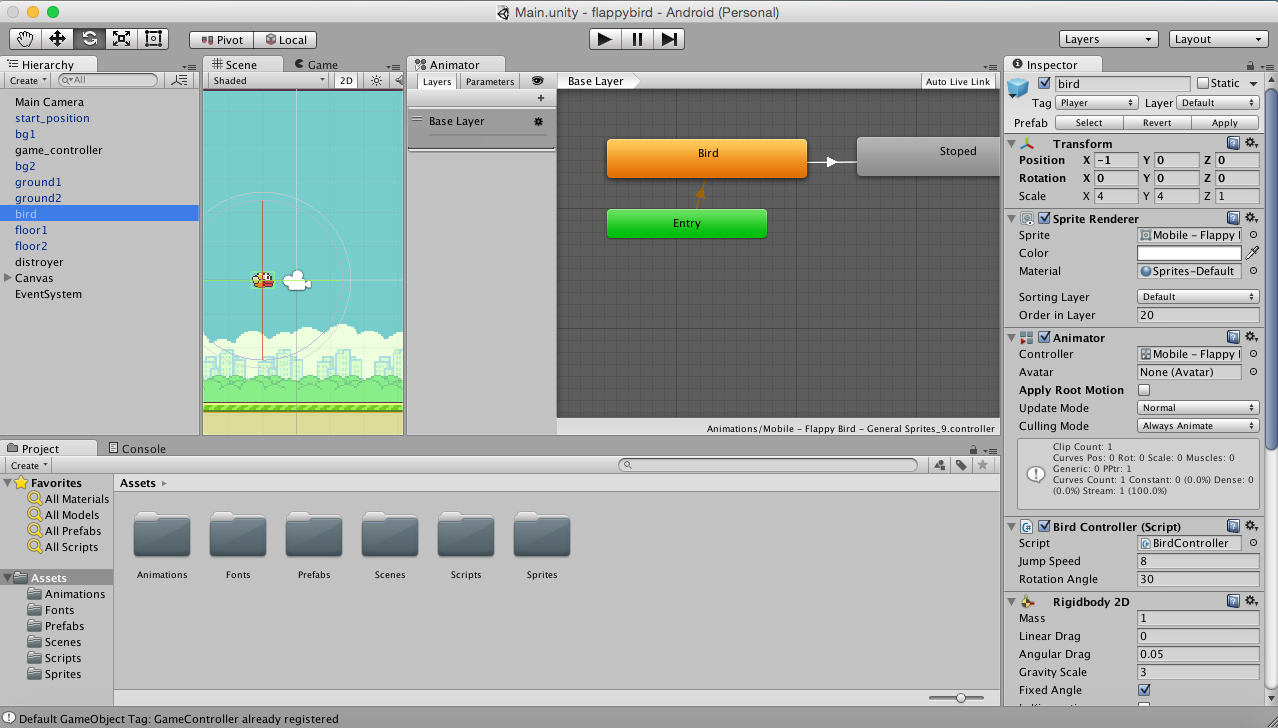 Main.unity - flappybird - Android (Personal)
Pivot
Local
Layers
Layout
Hierarchy
Create
All
Main Camera
start_position
bg1
game_controller
bg2
ground1
ground2
bird
floor1
floor2
distroyer
Canvas
EventSystem
Scene
Game
Shaded
2D
Animator
Layers
Parameters
Base Layer
Base Layer
Auto Live Link
Bird
Stoped
Entry
Animations/Mobile - Flappy Bird - General Sprites_9.controller
Inspector
bird
Static
Tag Player Layer Default
Prefab Select Revert Apply
Transform
Position X -1 Y 0 Z 0
Rotation X 0 Y 0 Z 0
Scale X 4 Y 4 Z 1
Sprite Renderer
Sprite Mobile - Flappy
Color
Material Sprites-Default
Sorting Layer Default
Order in Layer 20
Animator
Controller Mobile - Flappy
Avatar None (Avatar)
Apply Root Motion
Update Mode Normal
Culling Mode Always Animate
Clip Count: 1
Curves Pos: 0 Rot: 0 Scale: 0 Muscles: 0
Generic: 0 PPtr: 1
Curves Count: 1 Constant: 0 (0.0%) Dense: 0
(0.0%) Stream: 1 (100.0%)
Bird Controller (Script)
Script BirdController
Jump Speed 8
Rotation Angle 30
Rigidbody 2D
Mass 1
Linear Drag 0
Angular Drag 0.05
Gravity Scale 3
Fixed Angle
Project
Console
Create
Favorites
All Materials
All Models
All Prefabs
All Scripts
Assets
Animations
Fonts
Prefabs
Scenes
Scripts
Sprites
Assets
Animations
Fonts
Prefabs
Scenes
Scripts
Sprites
Default GameObject Tag: GameController already registered